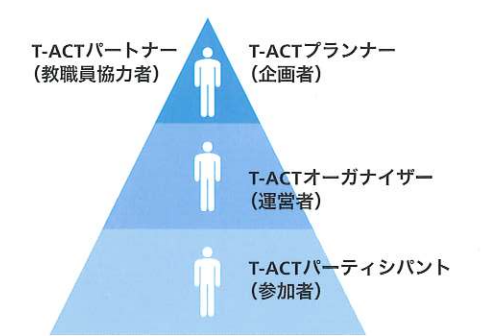 T-ACTパートナー
（教職員協力者）
T-ACTプランナー
（企画者）
T-ACTオーガナイザー
（運営者）
T-ACTパーティシパント
（参加者）